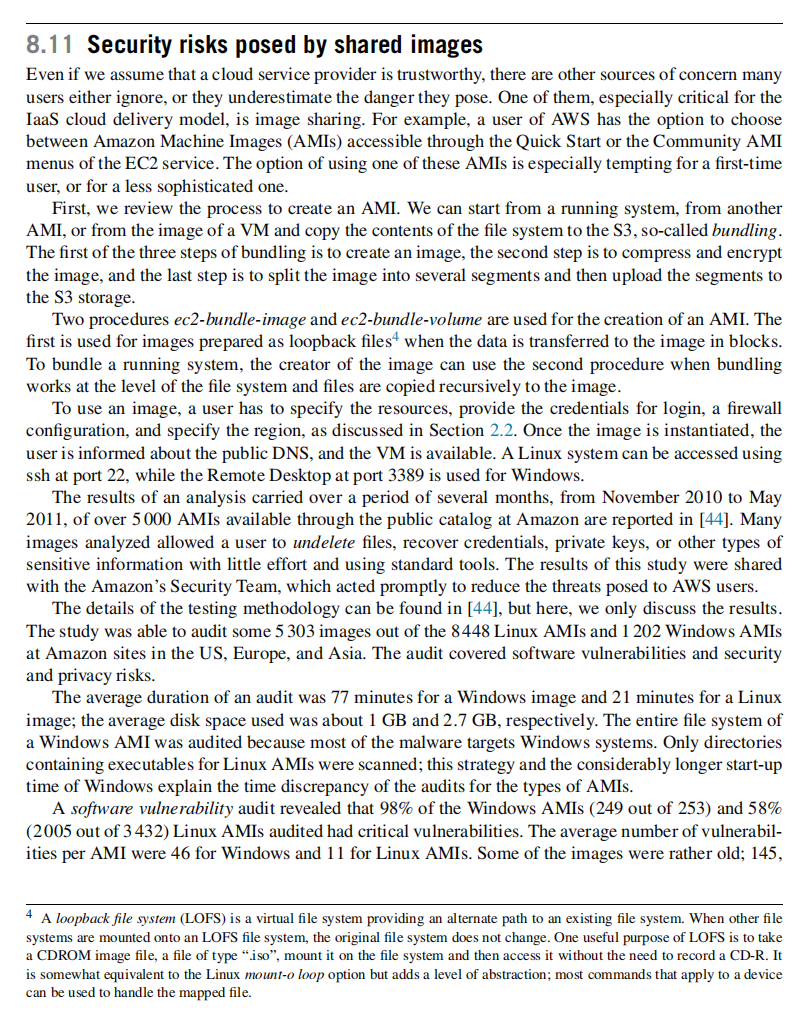 8.11 Security risks posed by shared images
Even if we assume that a cloud service provider is trustworthy, there are other sources of concern many
users either ignore, or they underestimate the danger they pose. One of them, especially critical for the
IaaS cloud delivery model, is image sharing. For example, a user of AWS has the option to choose
between Amazon Machine Images (AMIs) accessible through the Quick Start or the Community AMI
menus of the EC2 service. The option of using one of these AMIs is especially tempting for a first-time
user, or for a less sophisticated one.
First, we review the process to create an AMI. We can start from a running system, from another
AMI, or from the image of a VM and copy the contents of the file system to the S3, so-called bundling.
The first of the three steps of bundling is to create an image, the second step is to compress and encrypt
the image, and the last step is to split the image into several segments and then upload the segments to
the S3 storage.
Two procedures ec2-bundle-image and ec2-bundle-volume are used for the creation of an AMI. The
first is used for images prepared as loopback files4 when the data is transferred to the image in blocks.
To bundle a running system, the creator of the image can use the second procedure when bundling
works at the level of the file system and files are copied recursively to the image.
To use an image, a user has to specify the resources, provide the credentials for login, a firewall
configuration, and specify the region, as discussed in Section 2.2. Once the image is instantiated, the
user is informed about the public DNS, and the VM is available. A Linux system can be accessed using
ssh at port 22, while the Remote Desktop at port 3389 is used for Windows.
The results of an analysis carried over a period of several months, from November 2010 to May
2011, of over 5 000 AMIs available through the public catalog at Amazon are reported in [44]. Many
images analyzed allowed a user to undelete files, recover credentials, private keys, or other types of
sensitive information with little effort and using standard tools. The results of this study were shared
with the Amazon's Security Team, which acted promptly to reduce the threats posed to AWS users.
The details of the testing methodology can be found in [44], but here, we only discuss the results.
The study was able to audit some 5 303 images out of the 8 448 Linux AMIs and 1 202 Windows AMIs
at Amazon sites in the US, Europe, and Asia. The audit covered software vulnerabilities and security
and privacy risks.
The average duration of an audit was 77 minutes for a Windows image and 21 minutes for a Linux
image; the average disk space used was about 1 GB and 2.7 GB, respectively. The entire file system of
a Windows AMI was audited because most of the malware targets Windows systems. Only directories
containing executables for Linux AMIs were scanned; this strategy and the considerably longer start-up
time of Windows explain the time discrepancy of the audits for the types of AMIs.
A software vulnerability audit revealed that 98% of the Windows AMIs (249 out of 253) and 58%
(2 005 out of 3 432) Linux AMIs audited had critical vulnerabilities. The average number of vulnerabil-
ities per AMI were 46 for Windows and 11 for Linux AMIs. Some of the images were rather old; 145,
4 A loopback file system (LOFS) is a virtual file system providing an alternate path to an existing file system. When other file
systems are mounted onto an LOFS file system, the original file system does not change. One useful purpose of LOFS is to take
a CDROM image file, a file of type “.iso”, mount it on the file system and then access it without the need to record a CD-R. It
is somewhat equivalent to the Linux mount-o loop option but adds a level of abstraction; most commands that apply to a device
can be used to handle the mapped file.